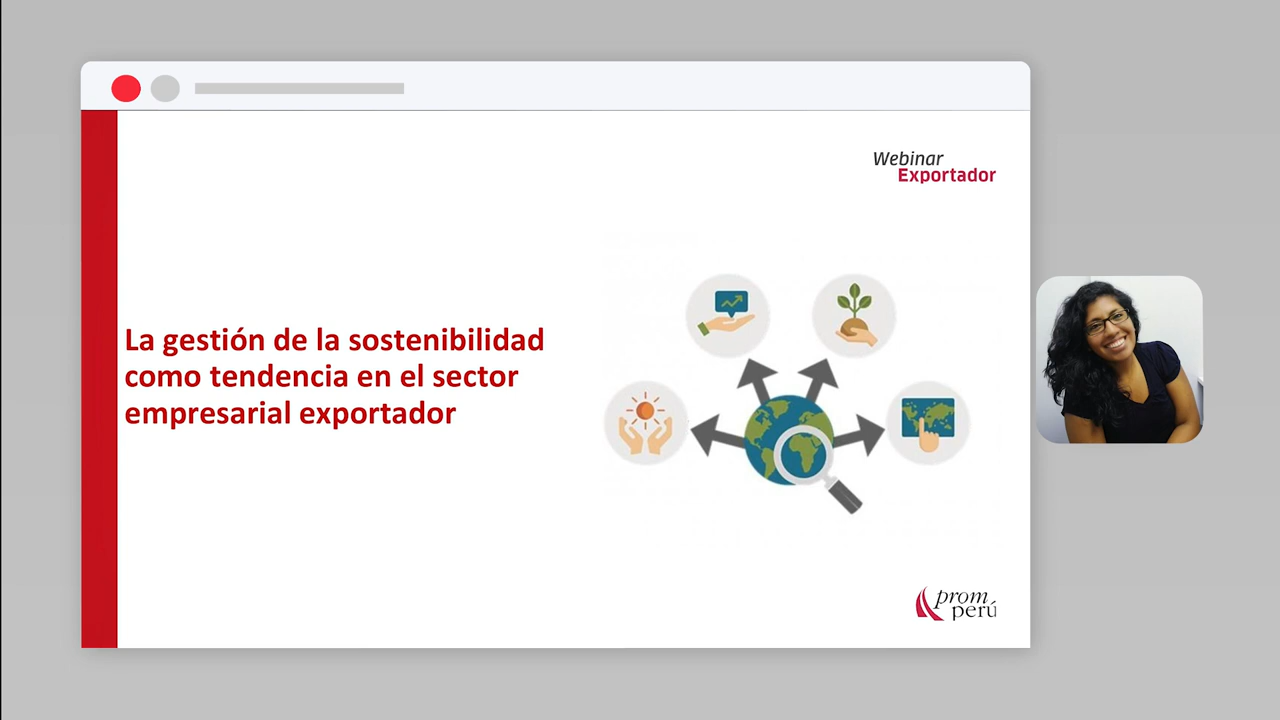 Webinar
Exportador
La gestión de la sostenibilidad
como tendencia en el sector
empresarial exportador
prom
perú